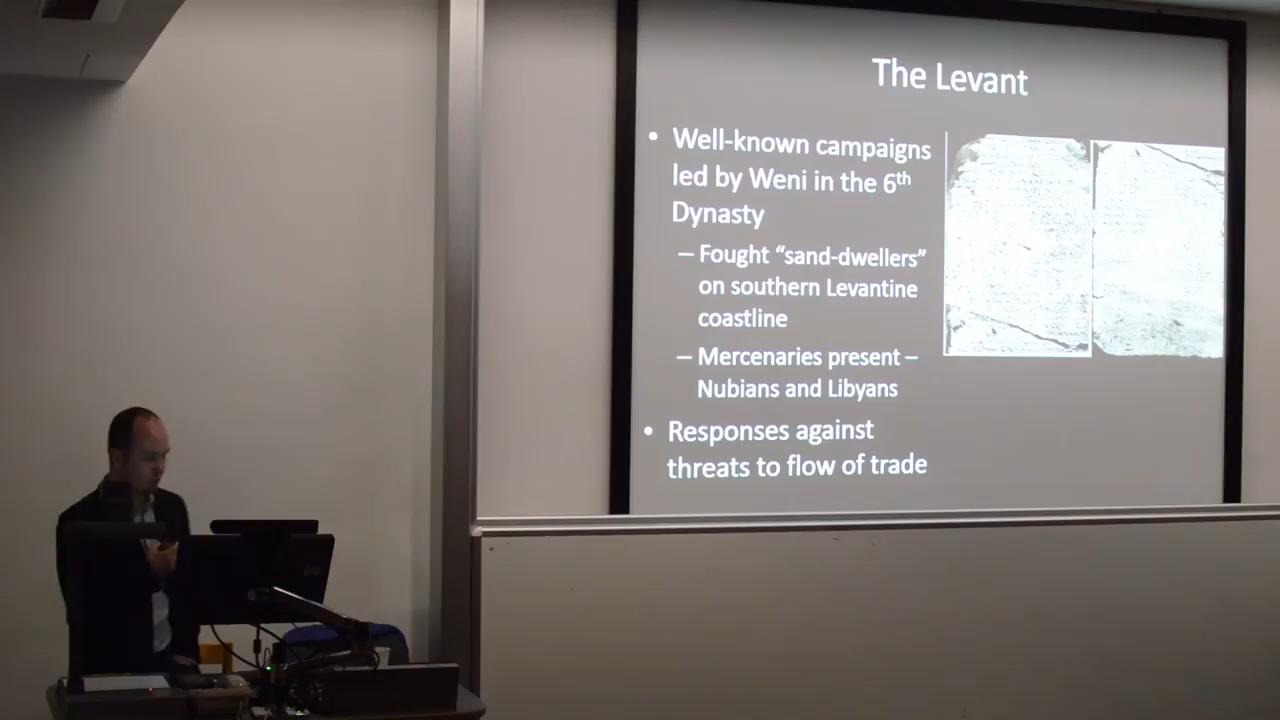 The Levant
• Well-known campaigns
led by Weni in the 6th
Dynasty
– Fought “sand-dwellers”
on southern Levantine
coastline
– Mercenaries present –
Nubians and Libyans
• Responses against
threats to flow of trade